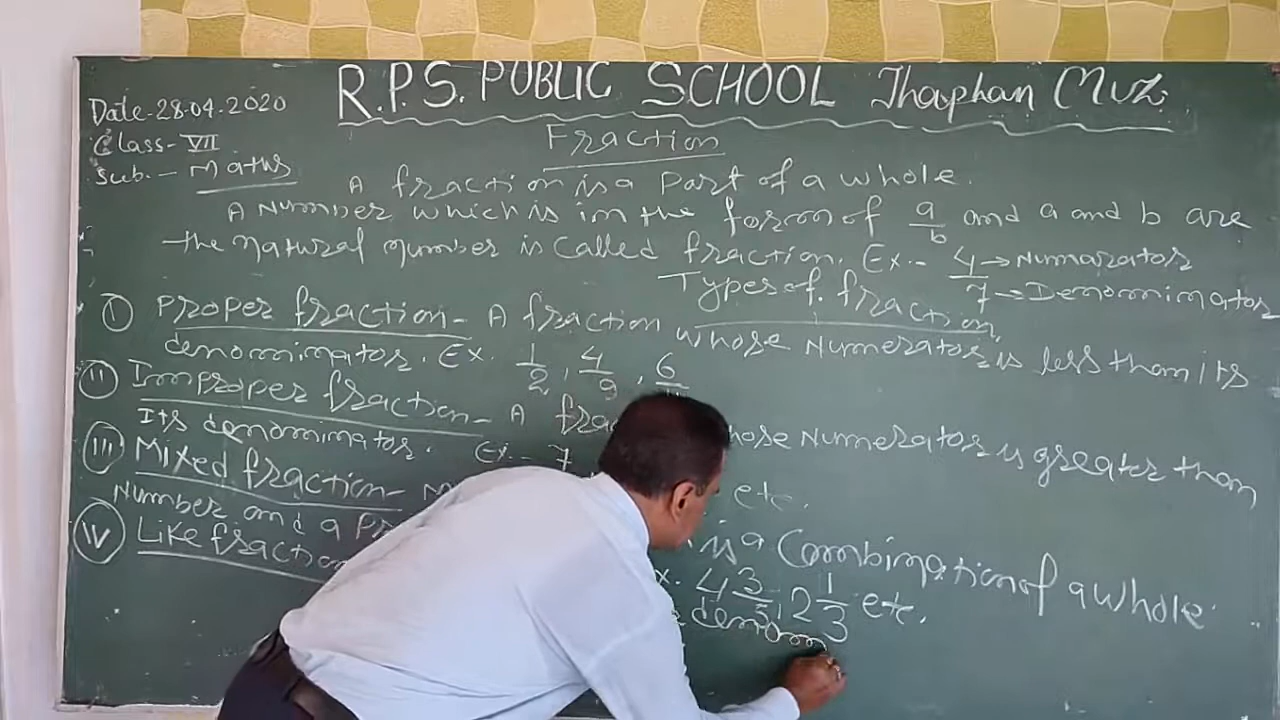 R.P.S. PUBLIC SCHOOL Jhaphan Muz.
Date-28.04.2020
Class-VII
Sub.- Maths
Fraction
A fraction is a Part of a whole.
A Number which is in the form of a/b and a and b are
the natural number is called fraction. Ex.- 4/7
4→Numarator
7→Denominator
Types of fraction
I Proper fraction- A fraction whose Numerator is less than its
denominator. Ex. 1/2, 4/9, 6/
II Improper fraction- A Numerator is greater than
Its denominator. Ex.- 7 etc.
III Mixed fraction- is a Combination of a whole
Number and a 4 3/5, 2 1/3 etc.
IV Like fraction denom